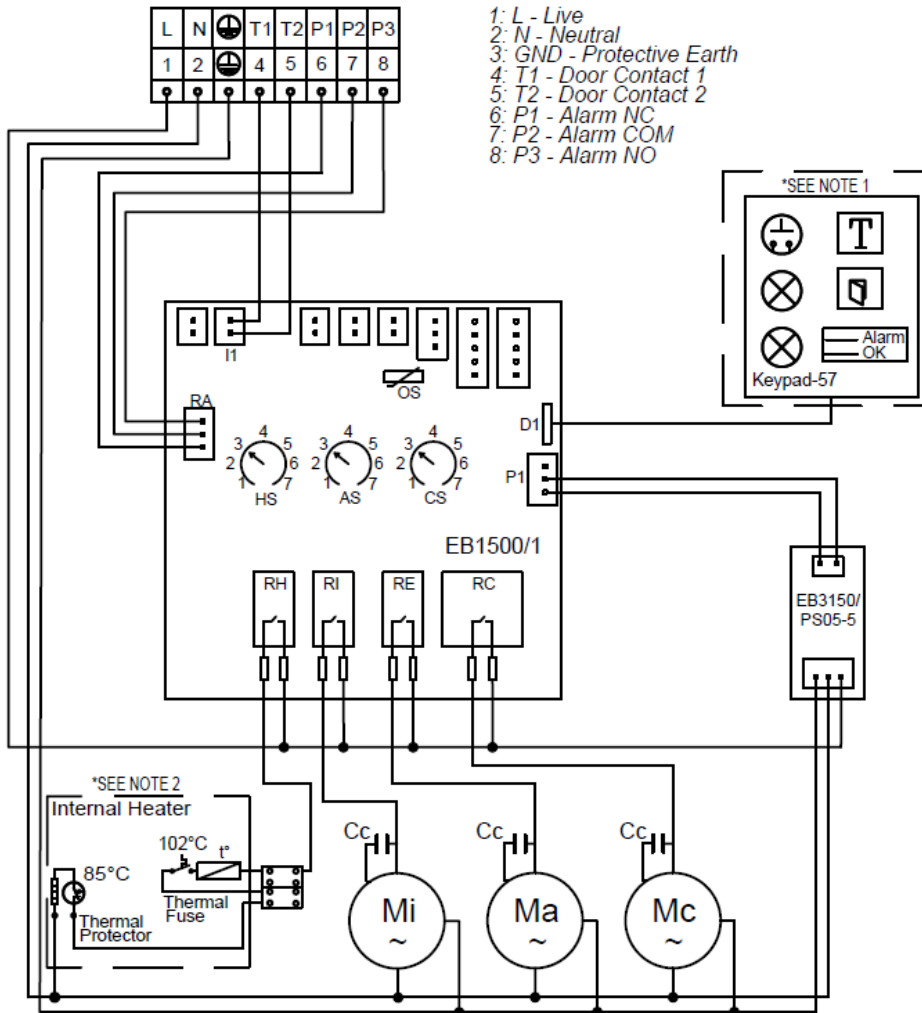 L N T1 T2 P1 P2 P3
1 2 4 5 6 7 8
1: L - Live
2: N - Neutral
3: GND - Protective Earth
4: T1 - Door Contact 1
5: T2 - Door Contact 2
6: P1 - Alarm NC
7: P2 - Alarm COM
8: P3 - Alarm NO
*SEE NOTE 1
T
Alarm
OK
Keypad-57
I1
OS
RA
D1
P1
1 2 3 4 5 6 7
HS
1 2 3 4 5 6 7
AS
1 2 3 4 5 6 7
CS
EB1500/1
RH RI RE RC
EB3150/
PS05-5
*SEE NOTE 2
Internal Heater
102°C t°
85°C
Thermal
Fuse
Thermal
Protector
Cc Cc Cc
Mi Ma Mc
~ ~ ~